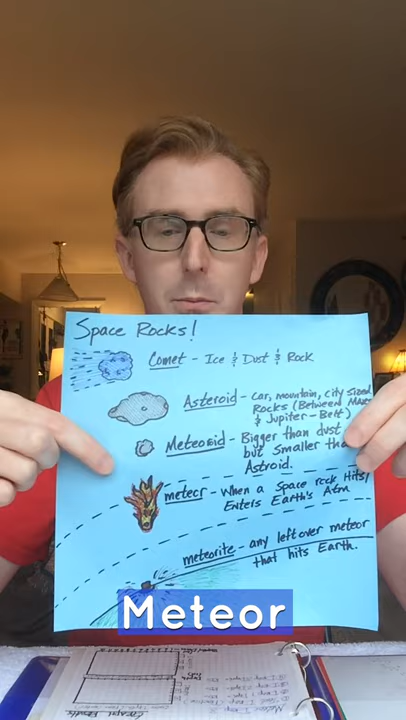 Space Rocks!
Comet - Ice & Dust & Rock
Asteroid - Car, mountain, city sized
Rocks (Between Mars
& Jupiter - Belt)
Meteoroid - Bigger than dust
but smaller than
Astroid.
meteor - When a space rock Hits/
Enters Earth's Atm
meteorite - any left over meteor
that hits Earth.
Meteor